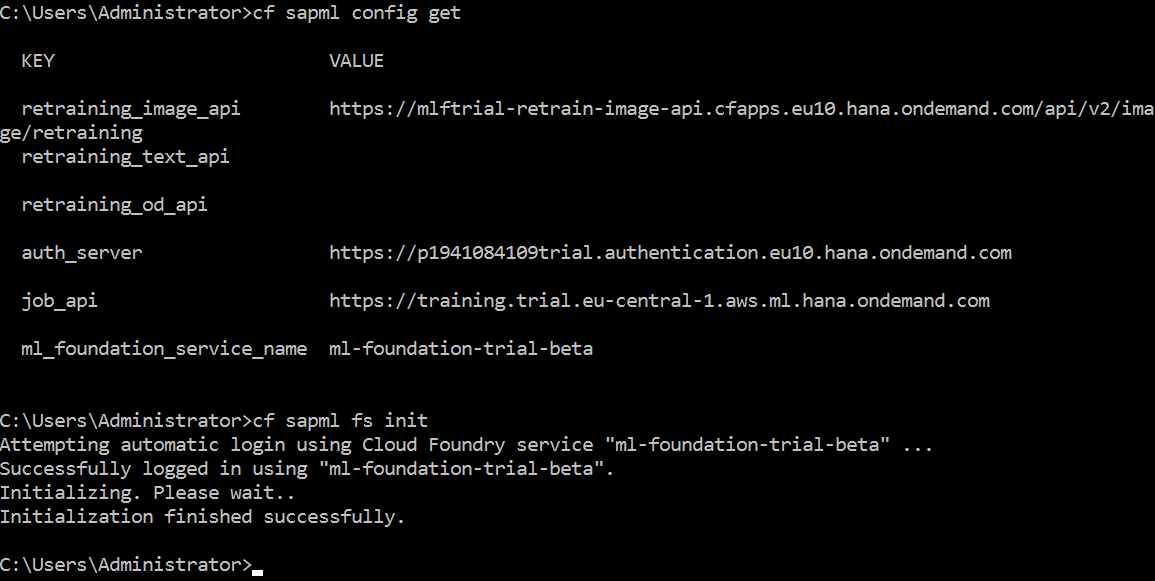 C:\Users\Administrator>cf sapml config get
KEY VALUE
retraining_image_api https://mlftrial-retrain-image-api.cfapps.eu10.hana.ondemand.com/api/v2/ima
ge/retraining
retraining_text_api
retraining_od_api
auth_server https://p1941084109trial.authentication.eu10.hana.ondemand.com
job_api https://training.trial.eu-central-1.aws.ml.hana.ondemand.com
ml_foundation_service_name ml-foundation-trial-beta
C:\Users\Administrator>cf sapml fs init
Attempting automatic login using Cloud Foundry service "ml-foundation-trial-beta" ...
Successfully logged in using "ml-foundation-trial-beta".
Initializing. Please wait..
Initialization finished successfully.
C:\Users\Administrator>